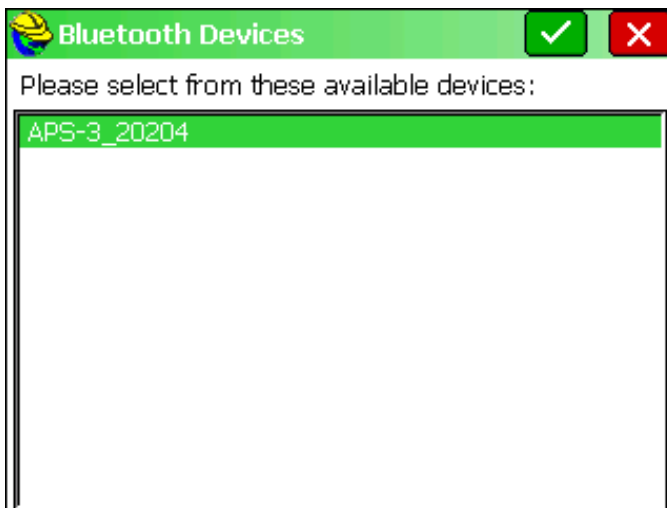 Bluetooth Devices
Please select from these available devices:
APS-3_20204